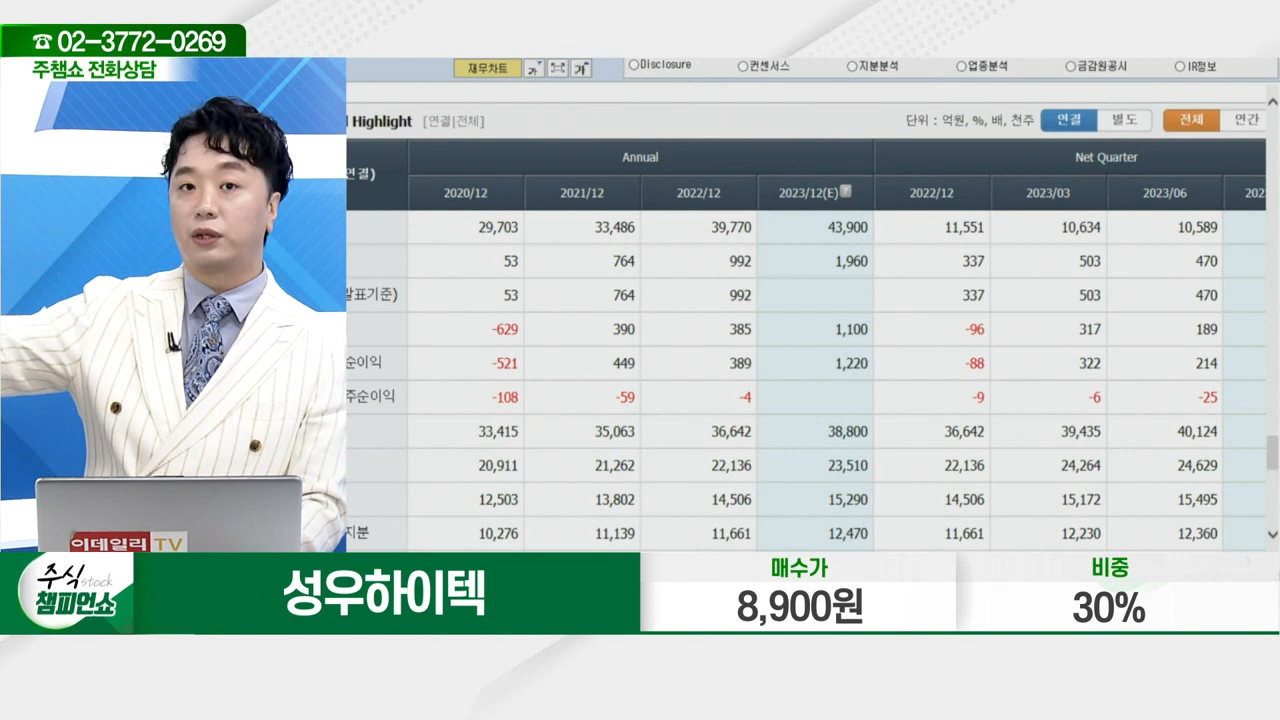 ☎ 02-3772-0269
주챔쇼 전화상담
재무차트 가 가 Disclosure 컨센서스 지분분석 업종분석 금감원공시 IR정보
Highlight [연결|전체] 단위 : 억원, %, 배, 천주 연결 별도 전체 연간
연결) Annual Net Quarter
2020/12 2021/12 2022/12 2023/12(E) 2022/12 2023/03 2023/06
29,703 33,486 39,770 43,900 11,551 10,634 10,589
53 764 992 1,960 337 503 470
발표기준) 53 764 992 337 503 470
-629 390 385 1,100 -96 317 189
순이익 -521 449 389 1,220 -88 322 214
주순이익 -108 -59 -4 -9 -6 -25
33,415 35,063 36,642 38,800 36,642 39,435 40,124
20,911 21,262 22,136 23,510 22,136 24,264 24,629
12,503 13,802 14,506 15,290 14,506 15,172 15,495
지분 10,276 11,139 11,661 12,470 11,661 12,230 12,360
이데일리 TV
주식 stock
챔피언쇼
성우하이텍
매수가
8,900원
비중
30%